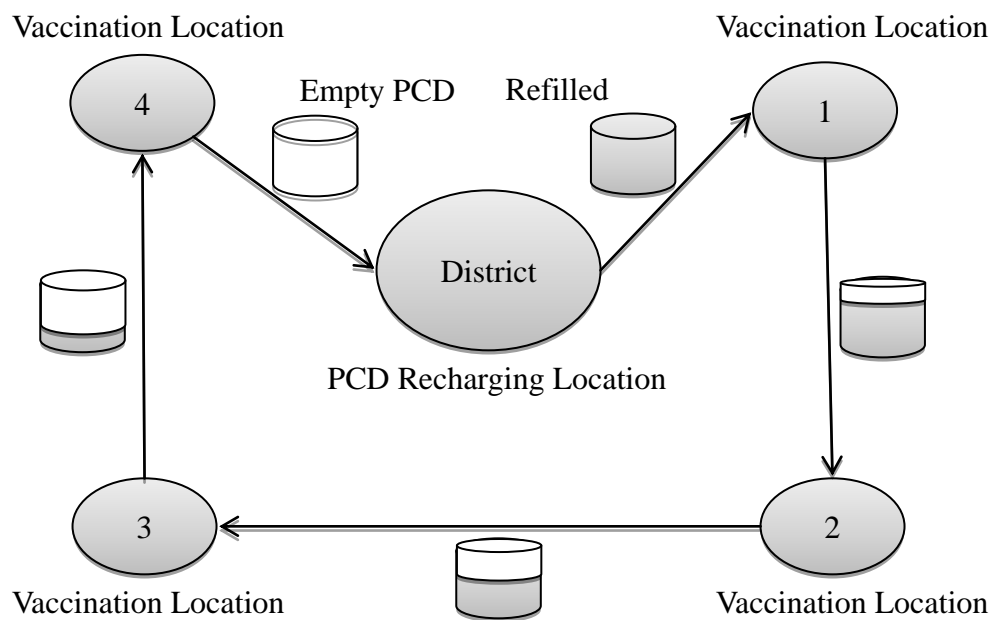 Vaccination Location
Vaccination Location
4
Empty PCD
Refilled
1
District
PCD Recharging Location
3
2
Vaccination Location
Vaccination Location